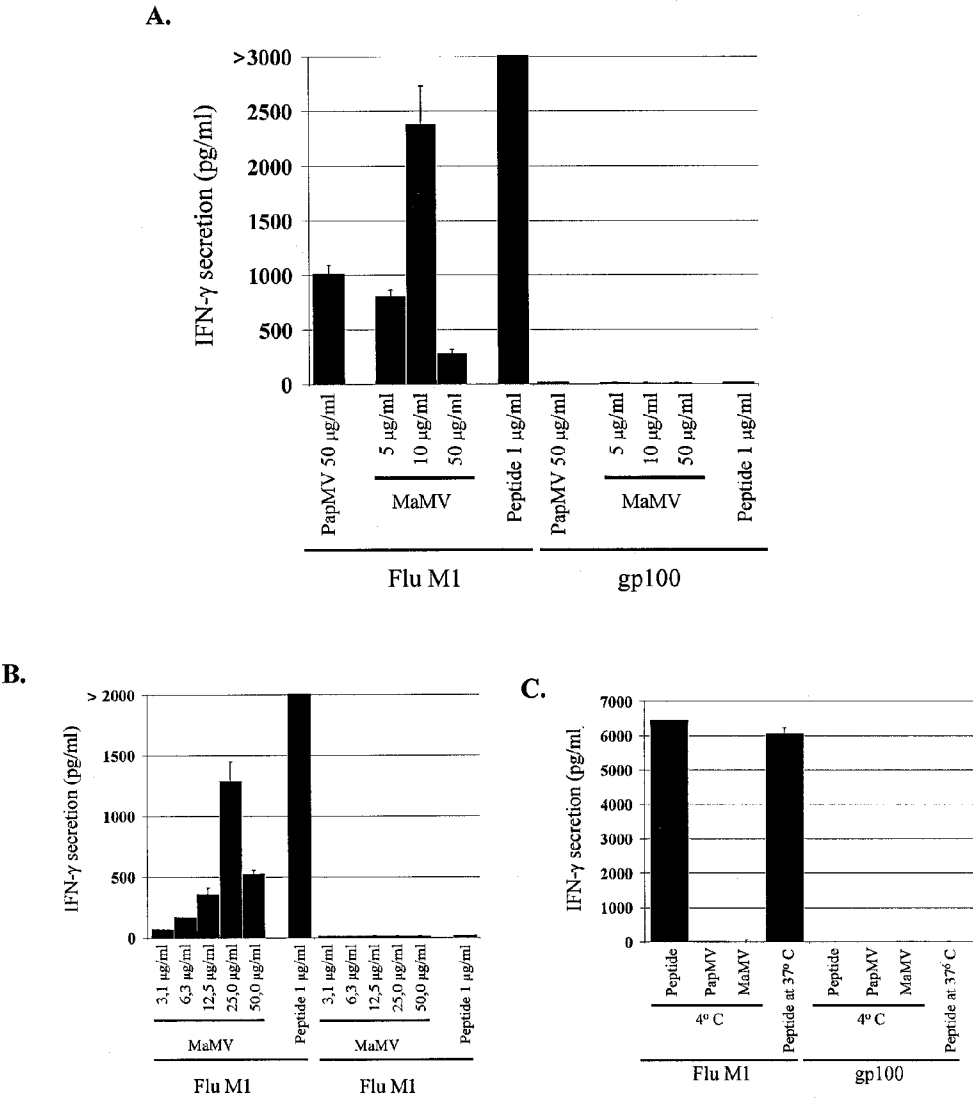 A.
IFN-γ secretion (pg/ml)
>3000
2500
2000
1500
1000
500
0
PapMV 50 µg/ml
5 µg/ml
10 µg/ml
50 µg/ml
Peptide 1 µg/ml
PapMV 50 µg/ml
5 µg/ml
10 µg/ml
50 µg/ml
Peptide 1 µg/ml
MaMV
MaMV
Flu M1
gp100
B.
IFN-γ secretion (pg/ml)
> 2000
1500
1000
500
0
3,1 µg/ml
6,3 µg/ml
12,5 µg/ml
25,0 µg/ml
50,0 µg/ml
Peptide 1 µg/ml
3,1 µg/ml
6,3 µg/ml
12,5 µg/ml
25,0 µg/ml
50,0 µg/ml
Peptide 1 µg/ml
MaMV
MaMV
Flu M1
Flu M1
C.
IFN-γ secretion (pg/ml
7000
6000
5000
4000
3000
2000
1000
0
Peptide
PapMV
MaMV
Peptide at 37º C
Peptide
PapMV
MaMV
Peptide at 37º C
4º C
4º C
Flu M1
gp100